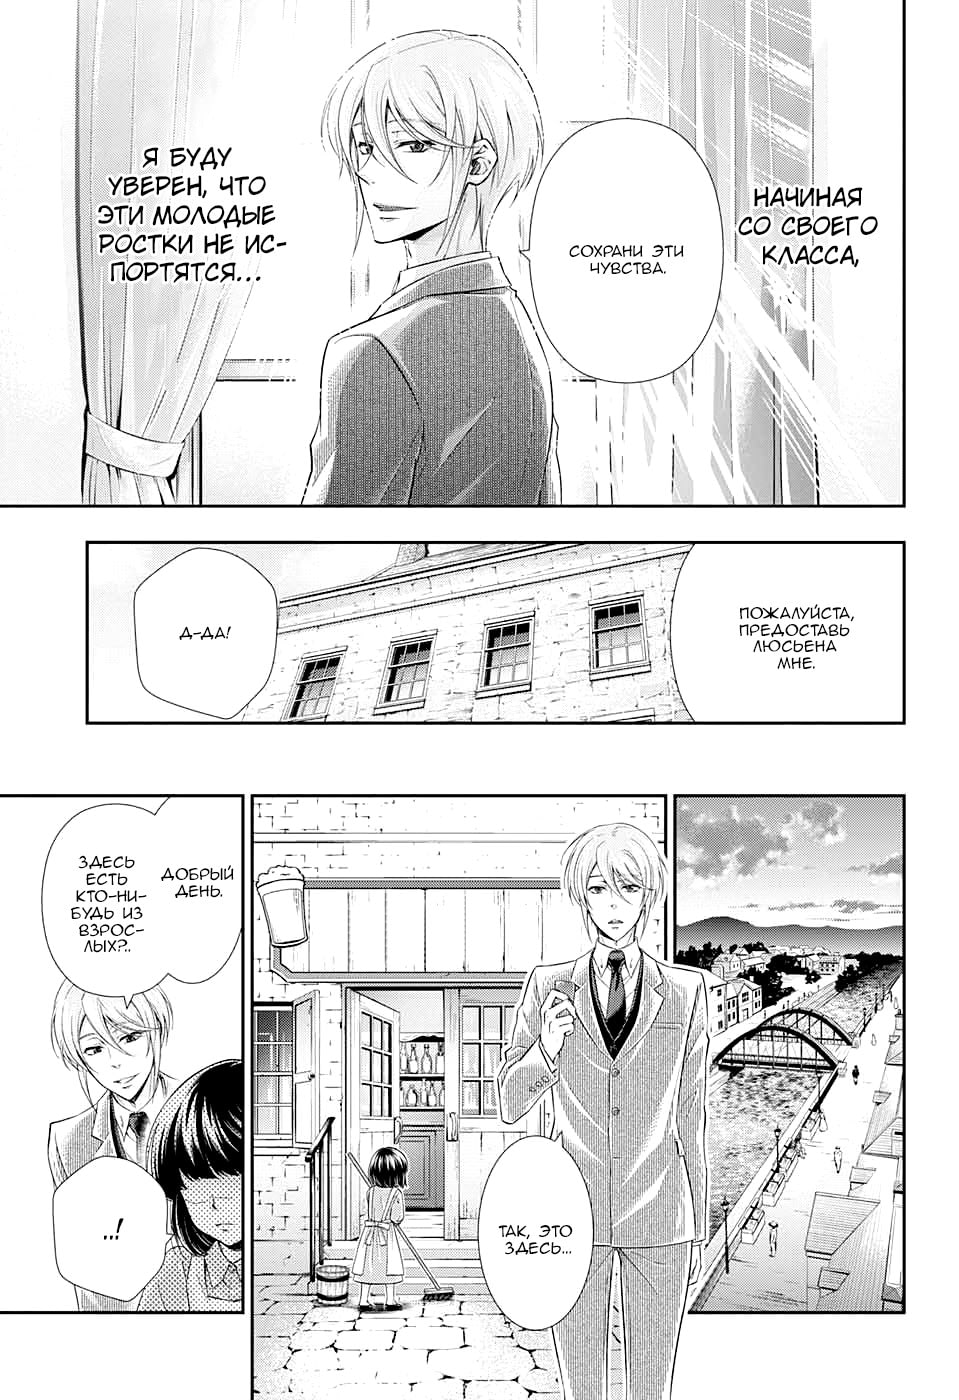 НАЧИНАЯ
СО СВОЕГО
КЛАССА,
СОХРАНИ ЭТИ
ЧУВСТВА.
Я БУДУ
УВЕРЕН, ЧТО
ЭТИ МОЛОДЫЕ
РОСТКИ НЕ ИС-
ПОРТЯТСЯ...
ПОЖАЛУЙСТА,
ПРЕДОСТАВЬ
ЛЮСЬЕНА
МНЕ.
Д-ДА!
ТАК, ЭТО
ЗДЕСЬ...
ДОБРЫЙ
ДЕНЬ.
ЗДЕСЬ
ЕСТЬ
КТО-НИ-
БУДЬ ИЗ
ВЗРОС-
ЛЫХ?.
..!